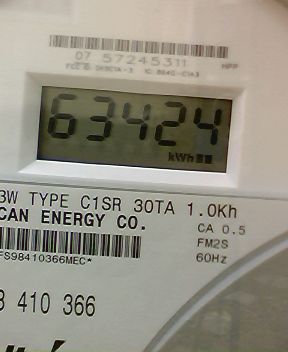 07 57245311
63424
kWh
3W TYPE C1SR 30TA 1.0Kh
CAN ENERGY CO.
CA 0.5
FM2S
60Hz
FS98410366MEC*
410 366